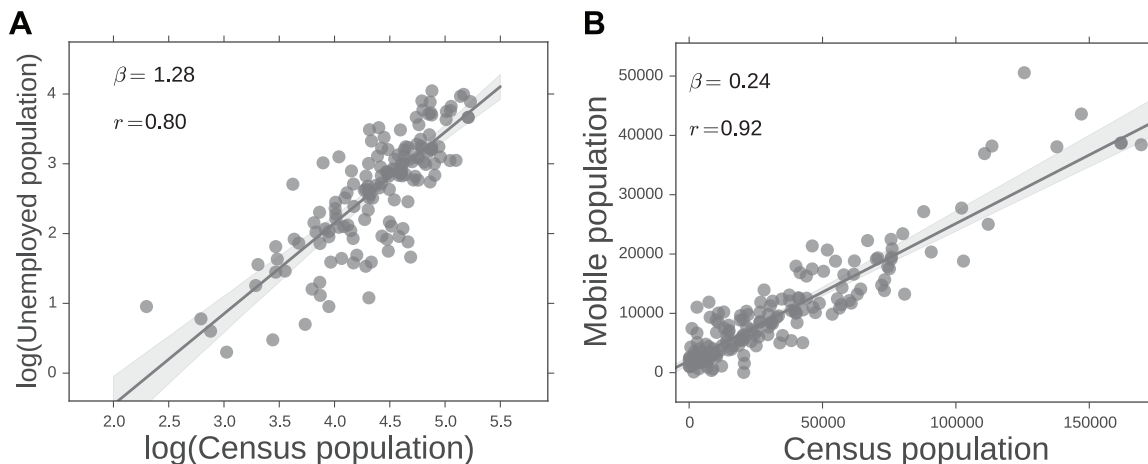 A
β = 1.28
r = 0.80
log(Unemployed population)
4
3
2
1
0
2.0 2.5 3.0 3.5 4.0 4.5 5.0 5.5
log(Census population)
B
β = 0.24
r = 0.92
Mobile population
50000
40000
30000
20000
10000
0
0 50000 100000 150000
Census population